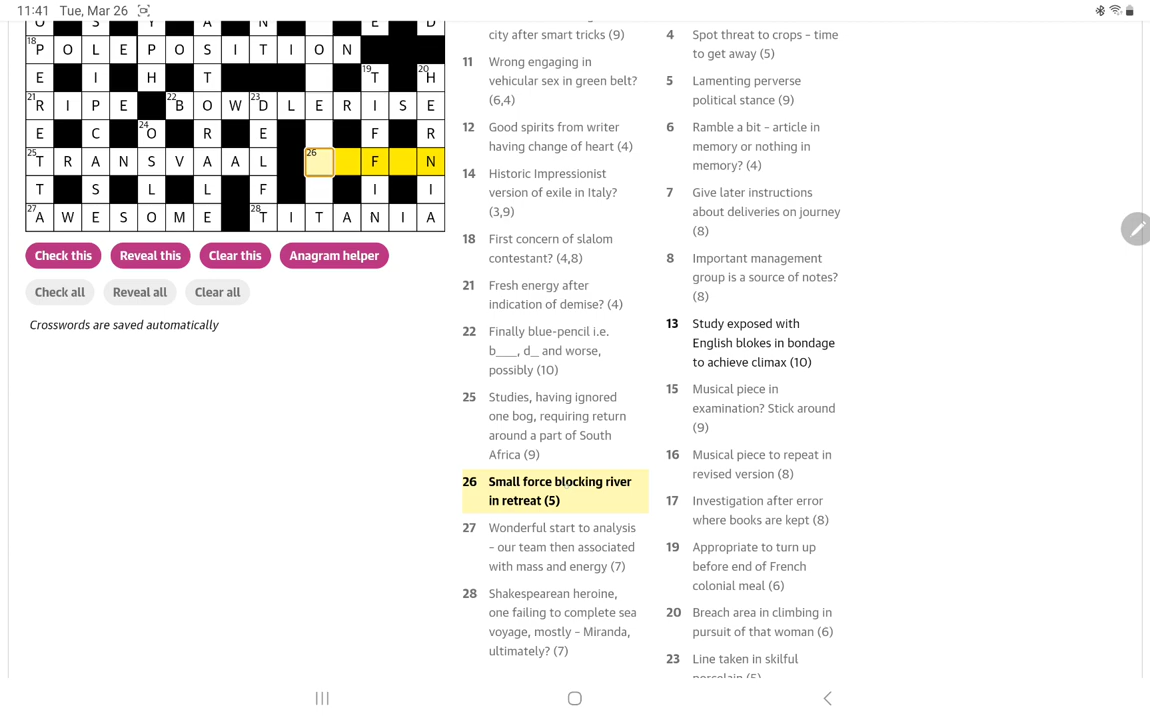 11:41 Tue, Mar 26
O S Y A N E D
18 P O L E P O S I T I O N
E I H T 19 T 20 H
21 R I P E 22 B O W 23 D L E R I S E
E C 24 O R E F R
25 T R A N S V A A L 26 F N
T S L L F I I
27 A W E S O M E 28 T I T A N I A
Check this Reveal this Clear this Anagram helper
Check all Reveal all Clear all
Crosswords are saved automatically
city after smart tricks (9)
11 Wrong engaging in
vehicular sex in green belt?
(6,4)
12 Good spirits from writer
having change of heart (4)
14 Historic Impressionist
version of exile in Italy?
(3,9)
18 First concern of slalom
contestant? (4,8)
21 Fresh energy after
indication of demise? (4)
22 Finally blue-pencil i.e.
b___, d_ and worse,
possibly (10)
25 Studies, having ignored
one bog, requiring return
around a part of South
Africa (9)
26 Small force blocking river
in retreat (5)
27 Wonderful start to analysis
– our team then associated
with mass and energy (7)
28 Shakespearean heroine,
one failing to complete sea
voyage, mostly – Miranda,
ultimately? (7)
4 Spot threat to crops – time
to get away (5)
5 Lamenting perverse
political stance (9)
6 Ramble a bit – article in
memory or nothing in
memory? (4)
7 Give later instructions
about deliveries on journey
(8)
8 Important management
group is a source of notes?
(8)
13 Study exposed with
English blokes in bondage
to achieve climax (10)
15 Musical piece in
examination? Stick around
(9)
16 Musical piece to repeat in
revised version (8)
17 Investigation after error
where books are kept (8)
19 Appropriate to turn up
before end of French
colonial meal (6)
20 Breach area in climbing in
pursuit of that woman (6)
23 Line taken in skilful
porcelain (5)